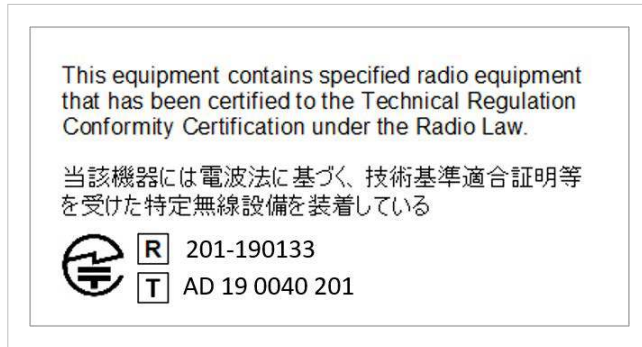 This equipment contains specified radio equipment
that has been certified to the Technical Regulation
Conformity Certification under the Radio Law.
当該機器には電波法に基づく、技術基準適合証明等
を受けた特定無線設備を装着している
R 201-190133
T AD 19 0040 201